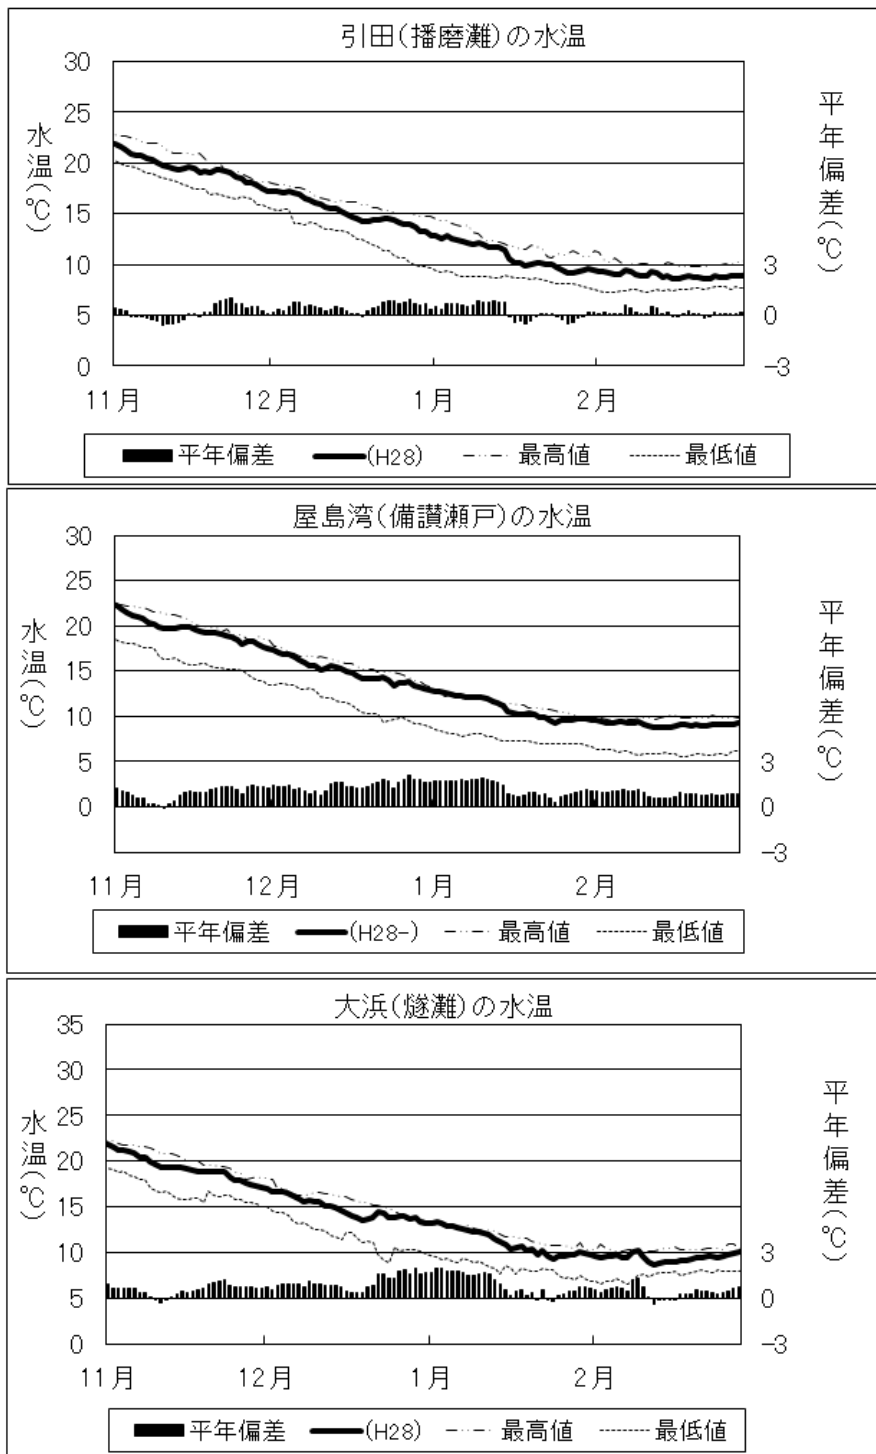 引田(播磨灘)の水温
30
25
20
15
10
5
0
水温(℃)
平年偏差(℃)
3
0
-3
11月 12月 1月 2月
平年偏差 (H28) 最高値 最低値
屋島湾(備讃瀬戸)の水温
30
25
20
15
10
5
0
水温(℃)
平年偏差(℃)
3
0
-3
11月 12月 1月 2月
平年偏差 (H28-) 最高値 最低値
大浜(燧灘)の水温
35
30
25
20
15
10
5
0
水温(℃)
平年偏差(℃)
3
0
-3
11月 12月 1月 2月
平年偏差 (H28) 最高値 最低値